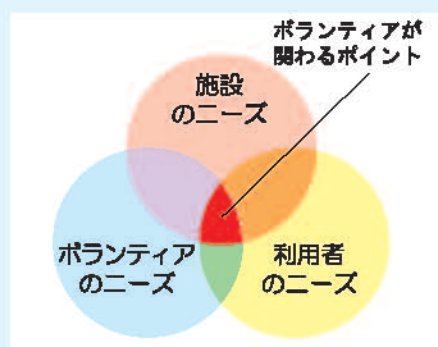 ボランティアが
関わるポイント
施設
のニーズ
ボランティア
のニーズ
利用者
のニーズ